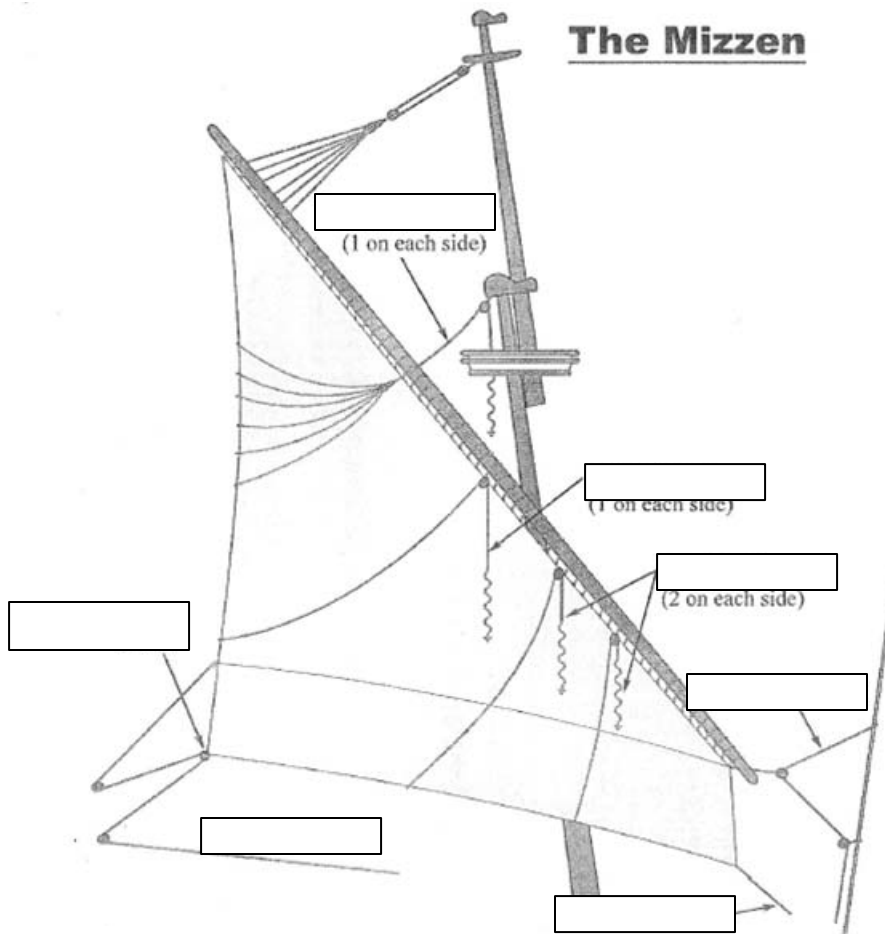 The Mizzen
(1 on each side)
(1 on each side)
(2 on each side)